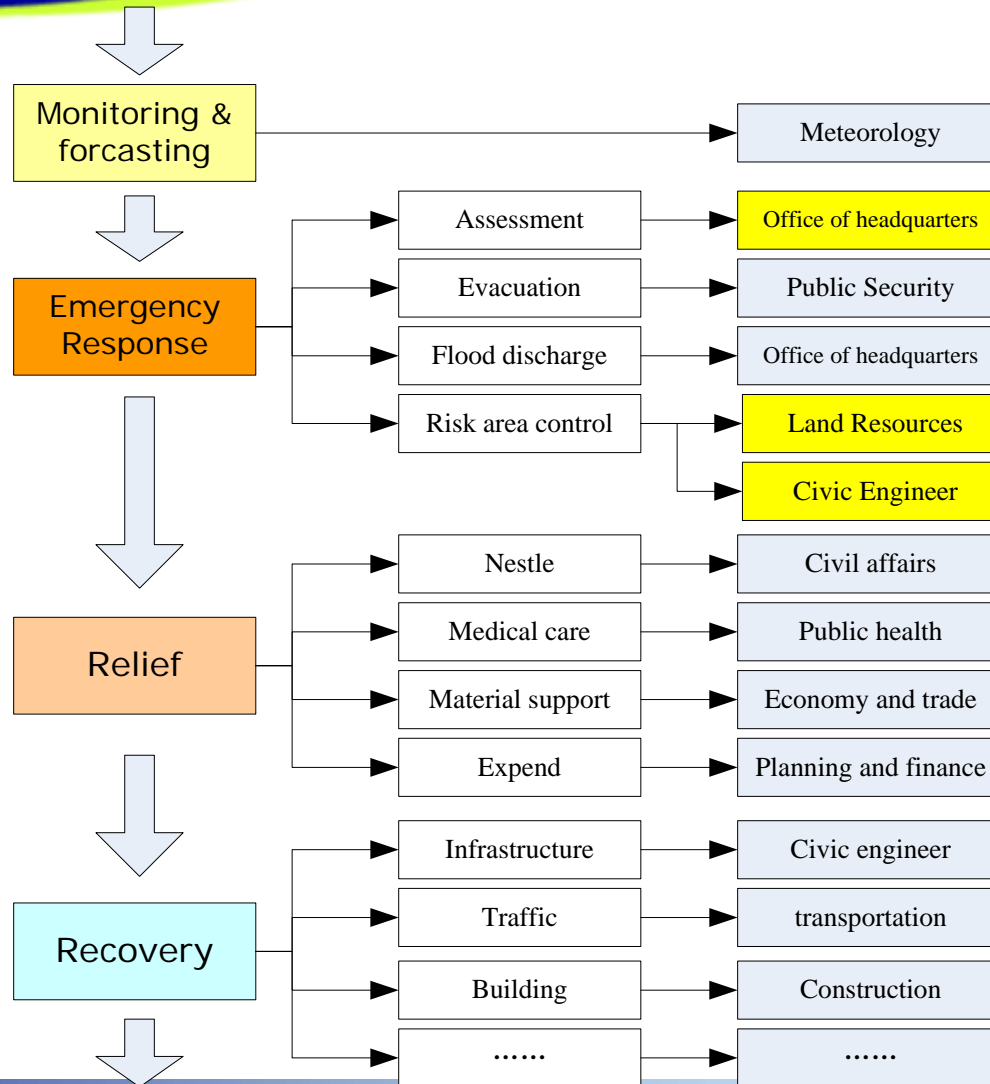 Monitoring &
forcasting
Meteorology
Assessment
Office of headquarters
Emergency
Response
Evacuation
Public Security
Flood discharge
Office of headquarters
Risk area control
Land Resources
Civic Engineer
Relief
Nestle
Civil affairs
Medical care
Public health
Material support
Economy and trade
Expend
Planning and finance
Recovery
Infrastructure
Civic engineer
Traffic
transportation
Building
Construction
......
......